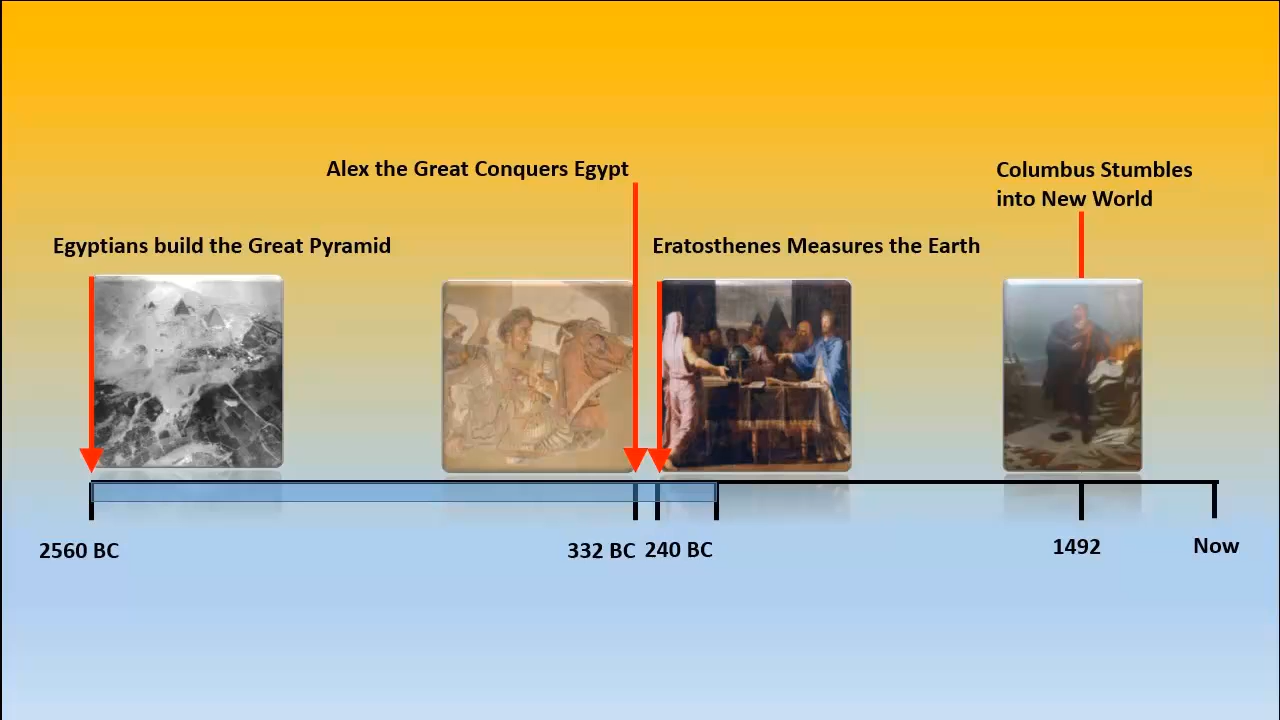 Alex the Great Conquers Egypt
Columbus Stumbles
into New World
Egyptians build the Great Pyramid
Eratosthenes Measures the Earth
2560 BC
332 BC
240 BC
1492
Now